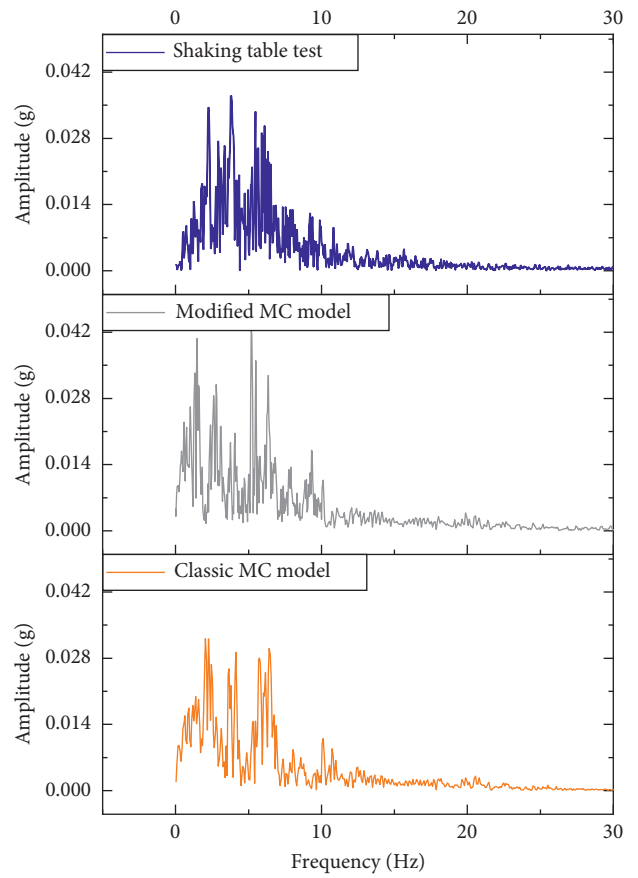 0 10 20 30
Shaking table test
0.042
0.028
0.014
0.000
Amplitude (g)
Modified MC model
0.042
0.028
0.014
0.000
Amplitude (g)
Classic MC model
0.042
0.028
0.014
0.000
Amplitude (g)
0 10 20 30
Frequency (Hz)